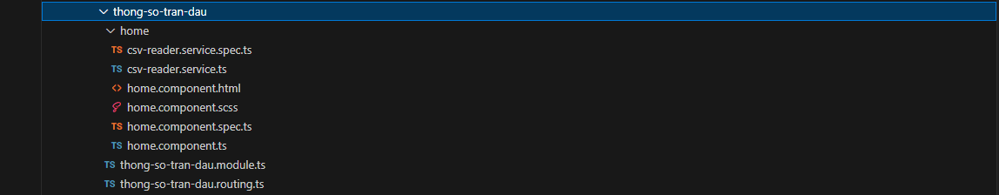 thong-so-tran-dau
home
TS csv-reader.service.spec.ts
TS csv-reader.service.ts
<> home.component.html
home.component.scss
TS home.component.spec.ts
TS home.component.ts
TS thong-so-tran-dau.module.ts
TS thong-so-tran-dau.routing.ts